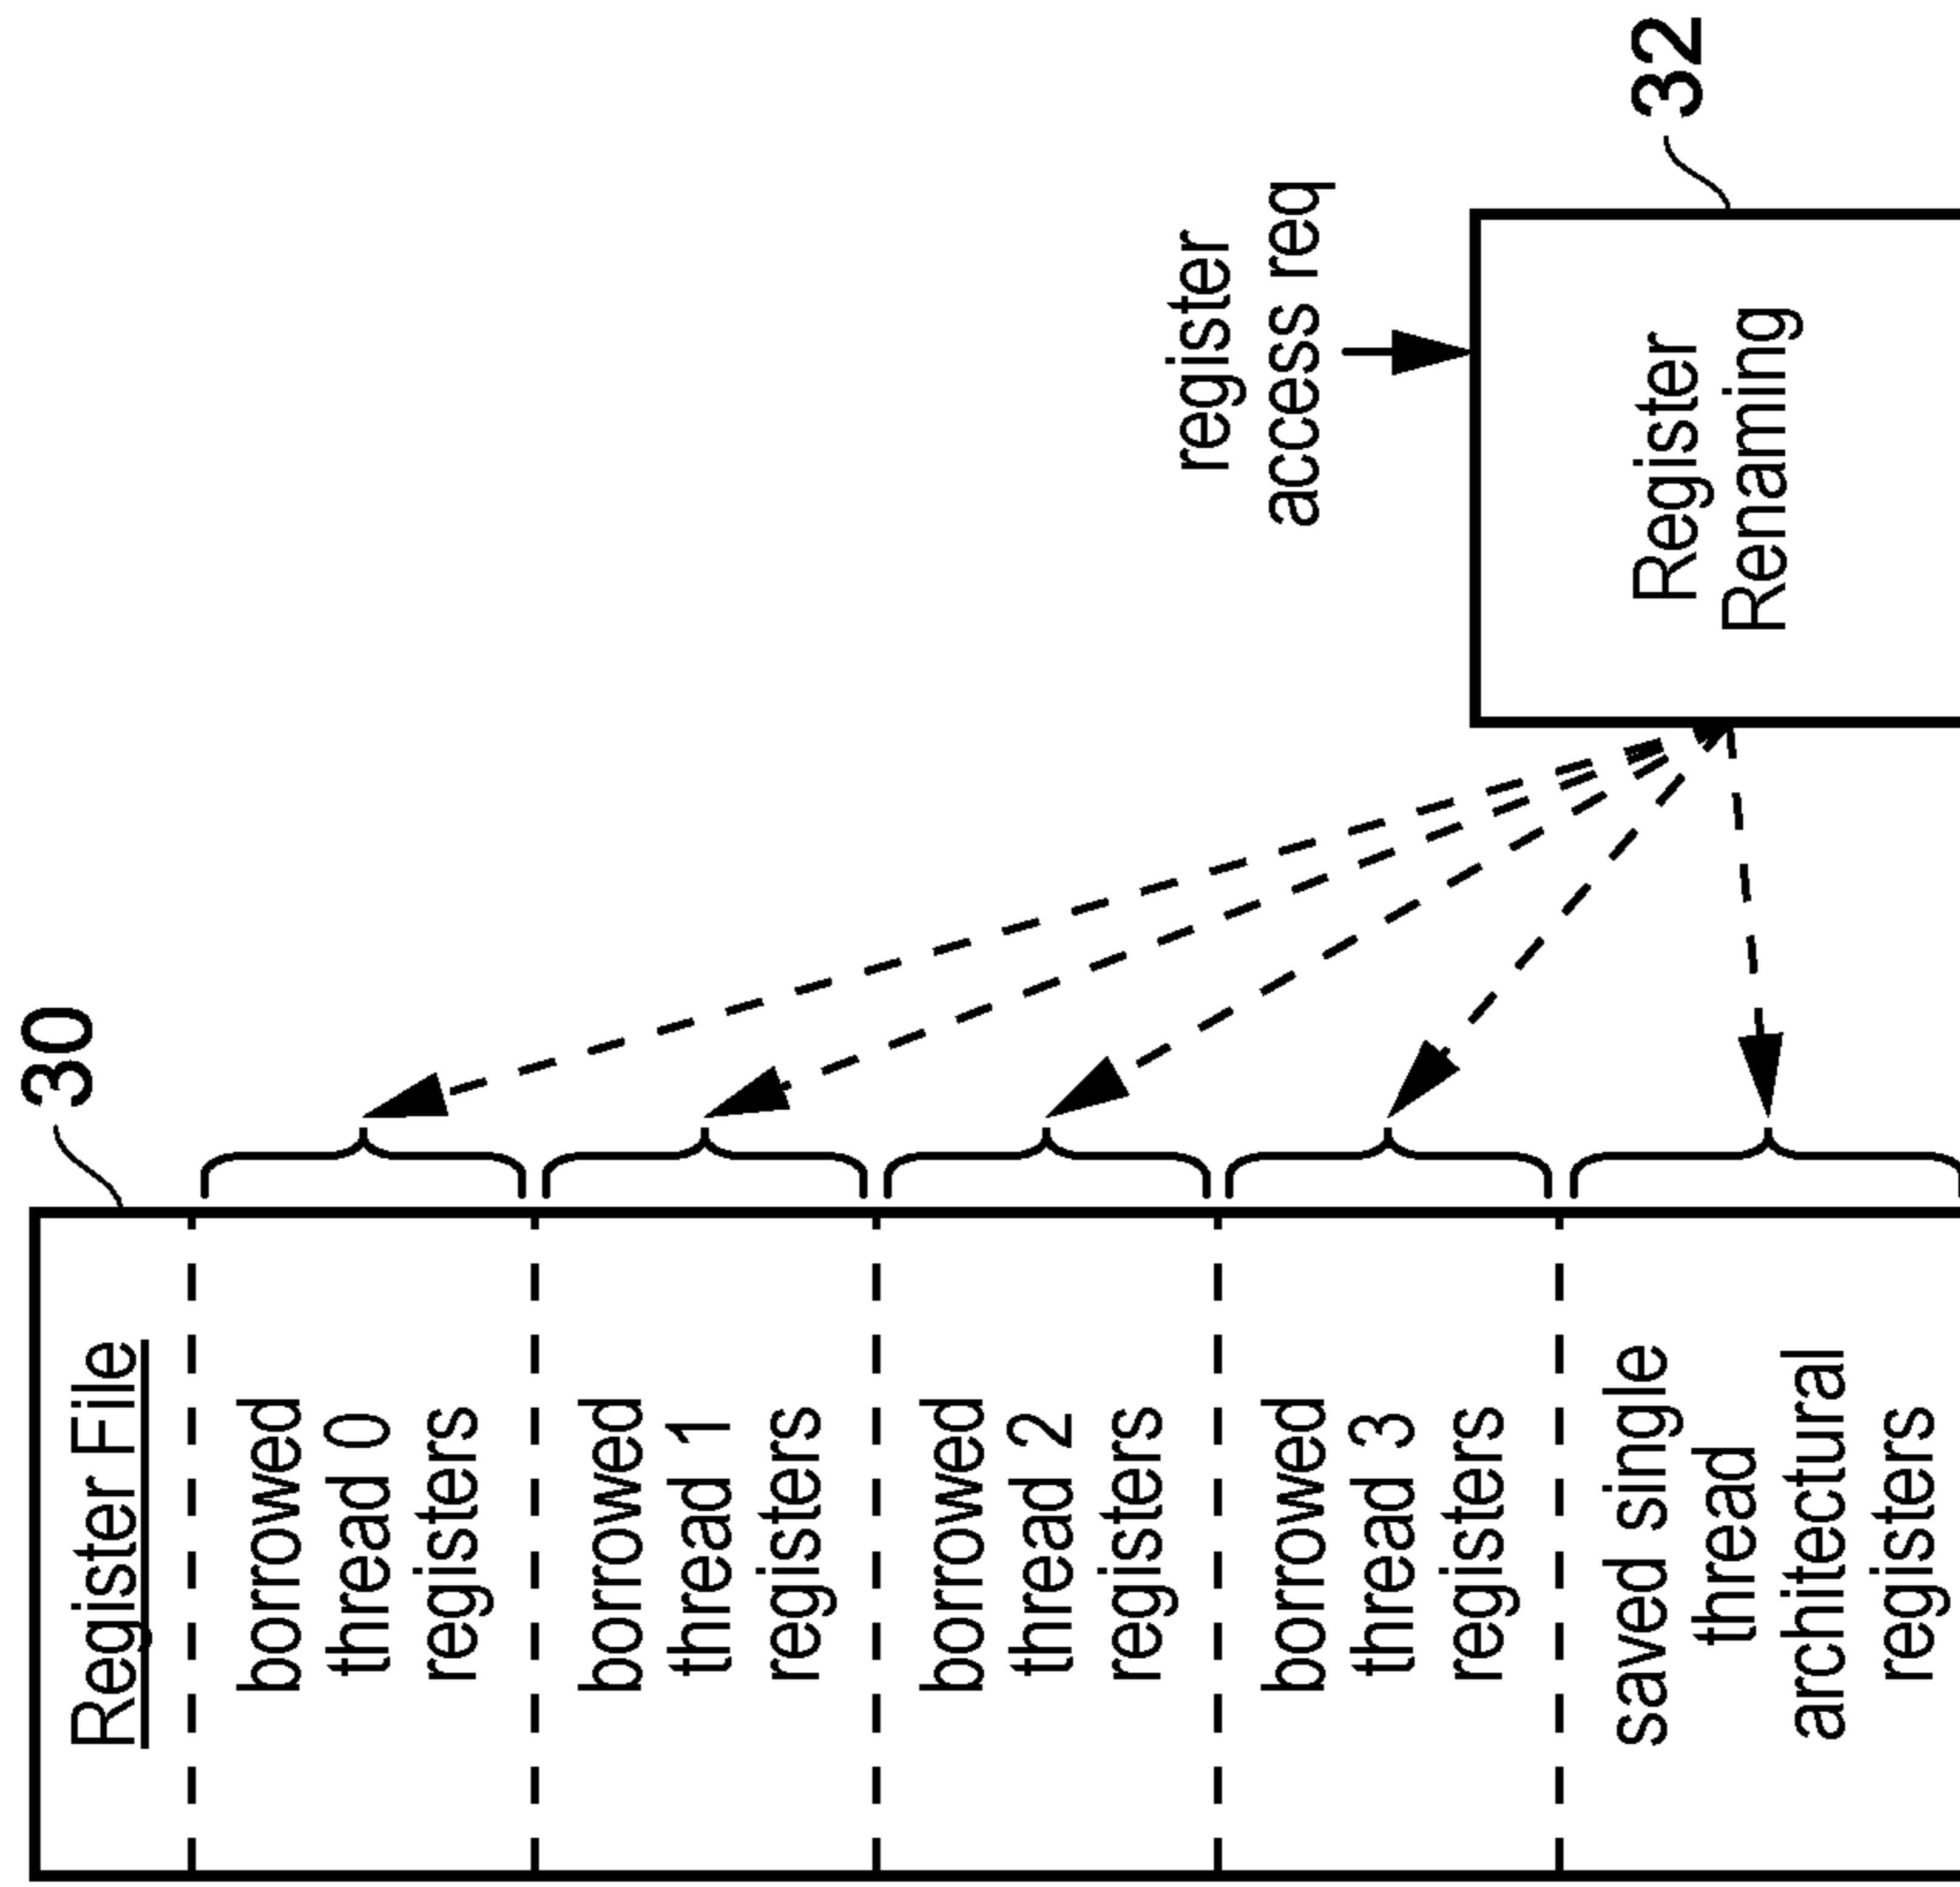 30
Register File
borrowed
thread 0
registers
borrowed
thread 1
registers
borrowed
thread 2
registers
borrowed
thread 3
registers
saved single
thread
architectural
registers
register
access req
32
Register
Renaming